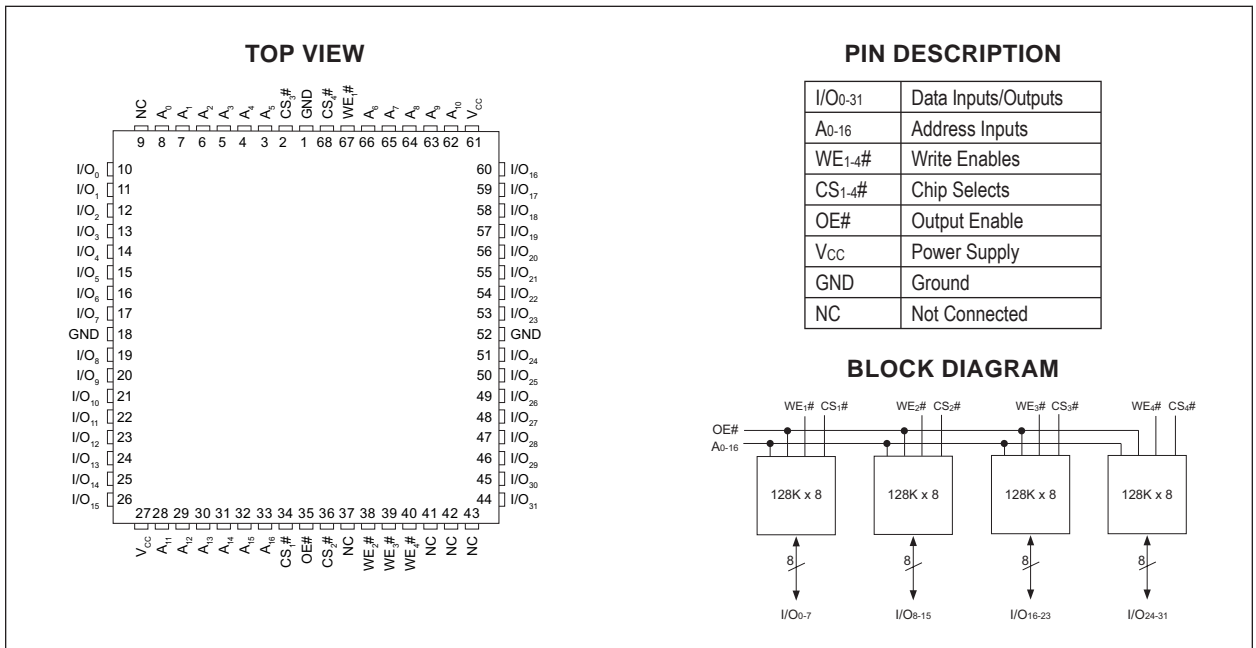 TOP VIEW
NC A0 A1 A2 A3 A4 A5 CS3# GND CS4# WE1# A6 A7 A8 A9 A10 VCC
9 8 7 6 5 4 3 2 1 68 67 66 65 64 63 62 61
I/O0 10
I/O1 11
I/O2 12
I/O3 13
I/O4 14
I/O5 15
I/O6 16
I/O7 17
GND 18
I/O8 19
I/O9 20
I/O10 21
I/O11 22
I/O12 23
I/O13 24
I/O14 25
I/O15 26
60 I/O16
59 I/O17
58 I/O18
57 I/O19
56 I/O20
55 I/O21
54 I/O22
53 I/O23
52 GND
51 I/O24
50 I/O25
49 I/O26
48 I/O27
47 I/O28
46 I/O29
45 I/O30
44 I/O31
27 28 29 30 31 32 33 34 35 36 37 38 39 40 41 42 43
VCC A11 A12 A13 A14 A15 A16 CS1# OE# CS2# NC WE2# WE3# WE4# NC NC NC
PIN DESCRIPTION
I/O0-31 Data Inputs/Outputs
A0-16 Address Inputs
WE1-4# Write Enables
CS1-4# Chip Selects
OE# Output Enable
VCC Power Supply
GND Ground
NC Not Connected
BLOCK DIAGRAM
WE1# CS1# WE2# CS2# WE3# CS3# WE4# CS4#
OE#
A0-16
128K x 8 128K x 8 128K x 8 128K x 8
8 8 8 8
I/O0-7 I/O8-15 I/O16-23 I/O24-31